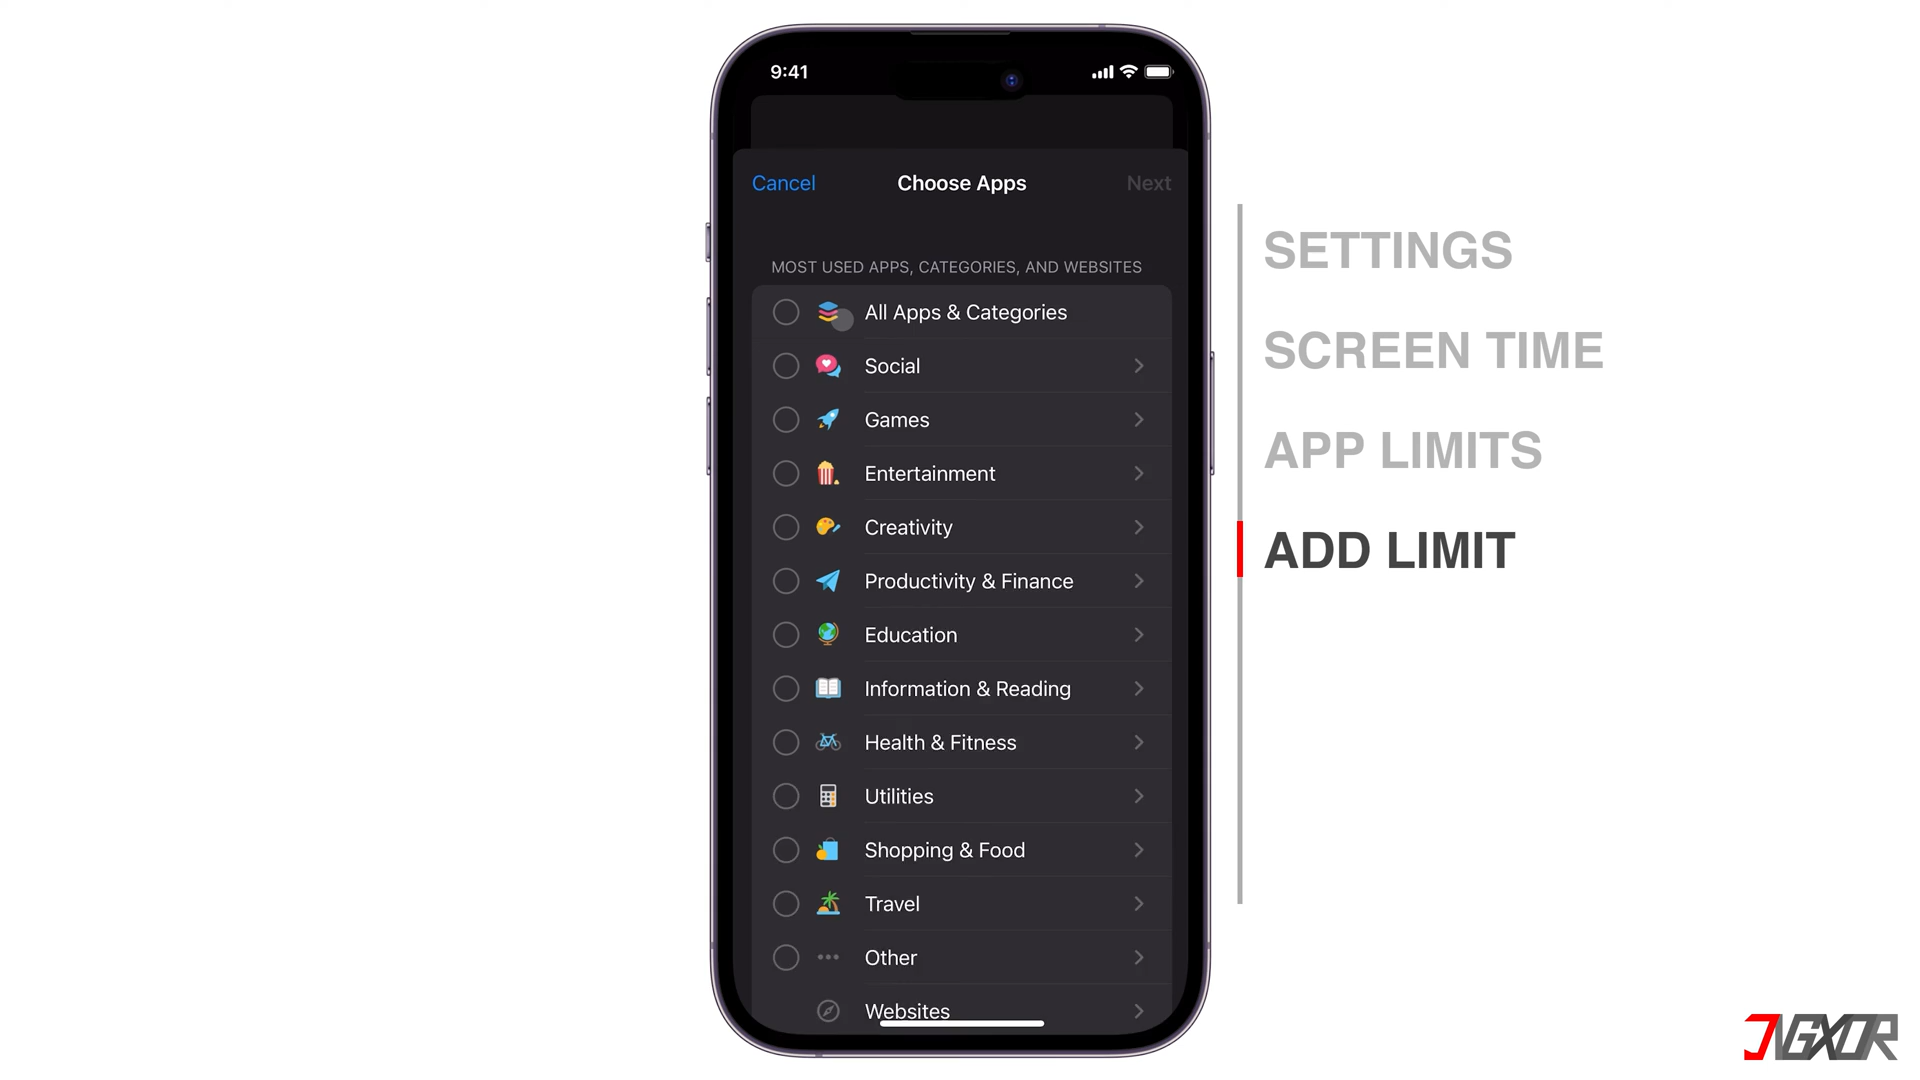 9:41
Cancel
Choose Apps
Next
MOST USED APPS, CATEGORIES, AND WEBSITES
All Apps & Categories
Social
Games
Entertainment
Creativity
Productivity & Finance
Education
Information & Reading
Health & Fitness
Utilities
Shopping & Food
Travel
Other
Websites
SETTINGS
SCREEN TIME
APP LIMITS
ADD LIMIT
JIGXOR